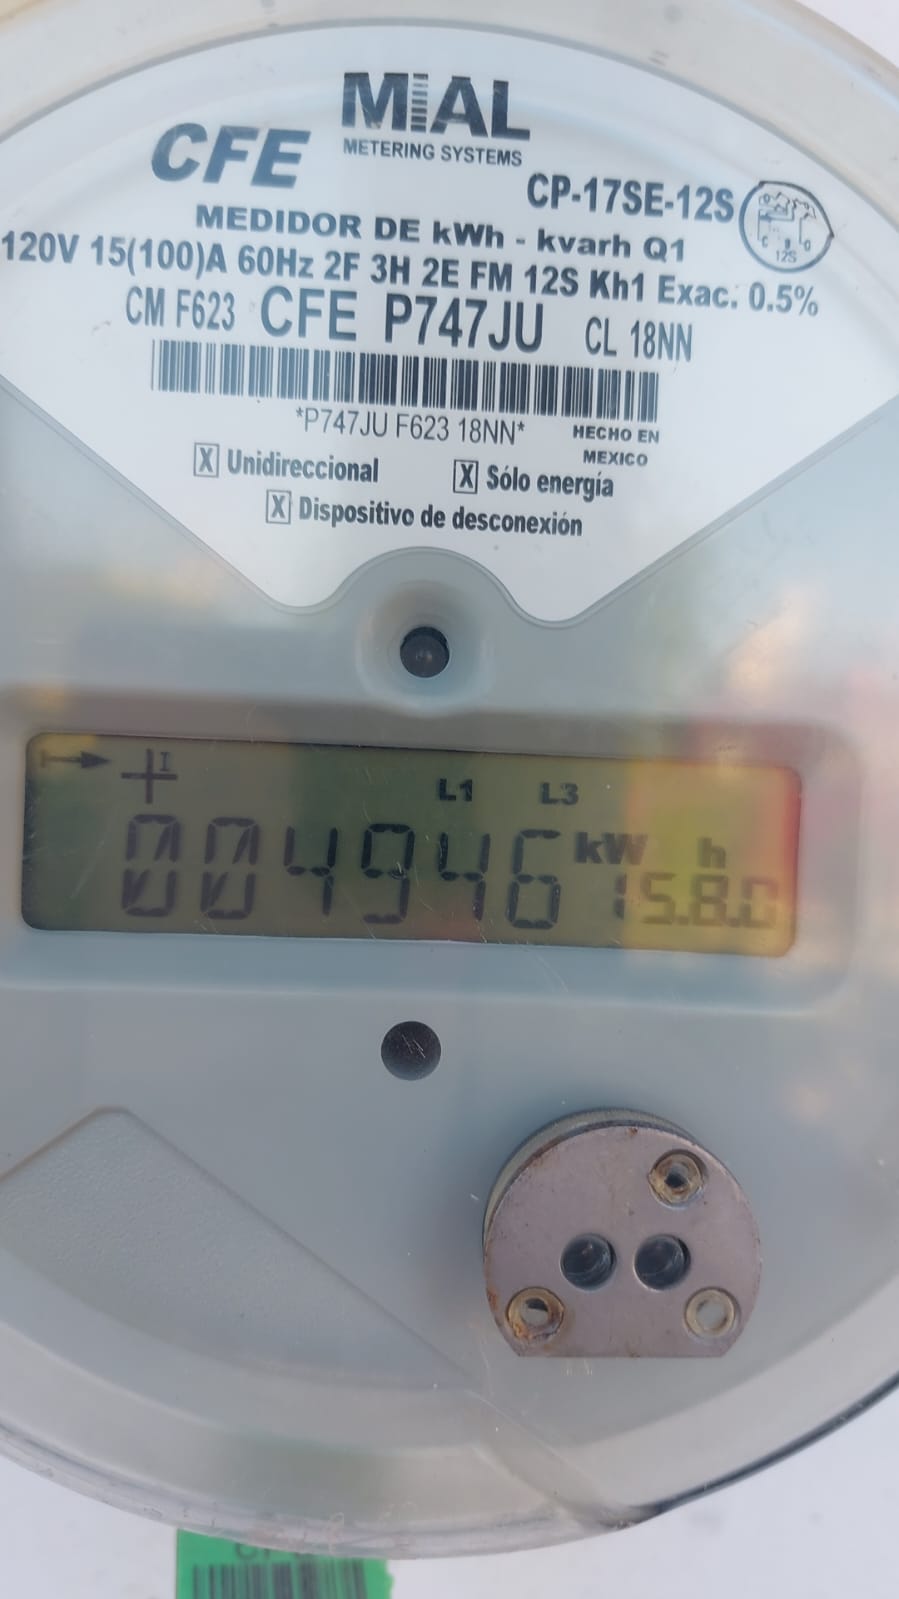 MIAL
METERING SYSTEMS
CFE
CP-17SE-12S
12S
MEDIDOR DE kWh - kvarh Q1
120V 15(100)A 60Hz 2F 3H 2E FM 12S Kh1 Exac. 0.5%
CM F623 CFE P747JU CL 18NN
*P747JU F623 18NN*
HECHO EN
MEXICO
X Unidireccional X Sólo energía
X Dispositivo de desconexión
L1 L3
004946 kW h
15.8.0